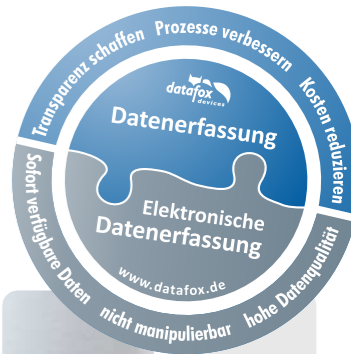 Transparenz schaffen
Prozesse verbessern
Kosten reduzieren
datafox
devices
Datenerfassung
Elektronische
Datenerfassung
www.datafox.de
Sofort verfügbare Daten
nicht manipulierbar
hohe Datenqualität